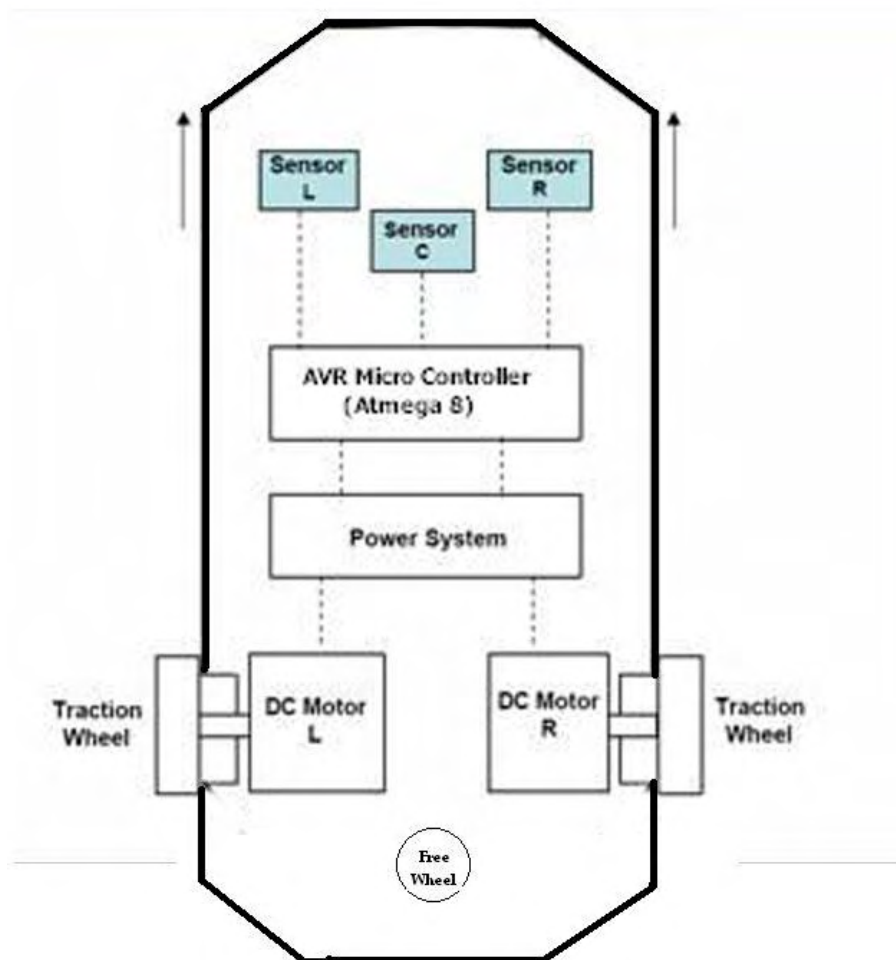 Sensor
L
Sensor
R
Sensor
C
AVR Micro Controller
(Atmega 8)
Power System
Traction
Wheel
DC Motor
L
DC Motor
R
Traction
Wheel
Free
Wheel